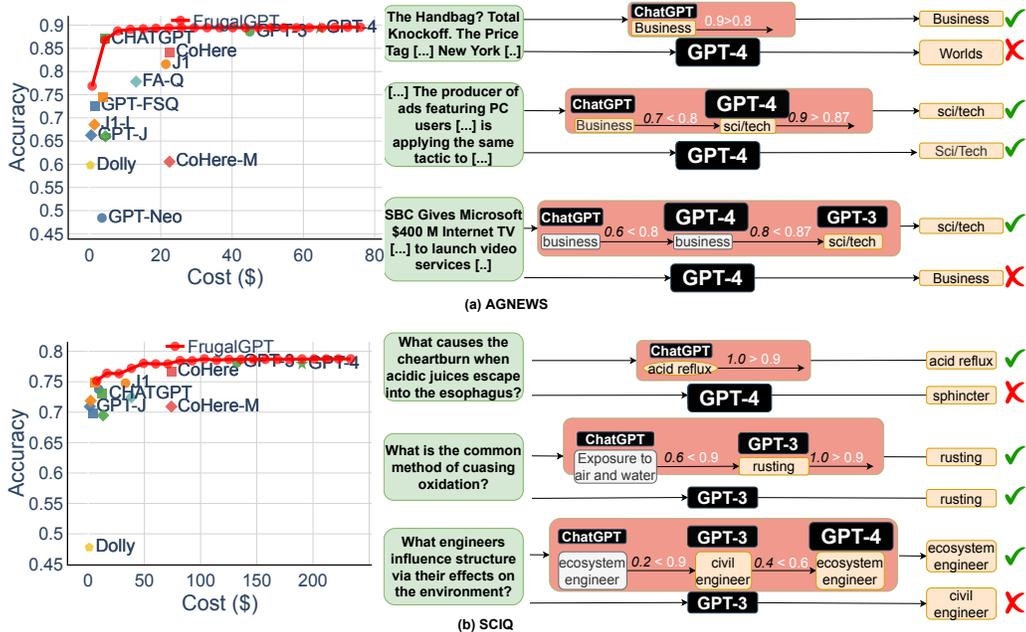 FrugalGPT
GPT-3
GPT-4
CHATGPT
CoHere
J1
FA-Q
GPT-FSQ
J1-L
GPT-J
Dolly
CoHere-M
GPT-Neo
0.9
0.85
0.8
0.75
0.7
0.65
0.6
0.55
0.5
0.45
Accuracy
0 20 40 60 80
Cost ($)
The Handbag? Total
Knockoff. The Price
Tag [...] New York [..]
ChatGPT
Business
0.9>0.8
Business
GPT-4
Worlds
[...] The producer of
ads featuring PC
users [...] is
applying the same
tactic to [...]
ChatGPT
Business
0.7 < 0.8
GPT-4
sci/tech
0.9 > 0.87
sci/tech
GPT-4
Sci/Tech
SBC Gives Microsoft
$400 M Internet TV
[...] to launch video
services [..]
ChatGPT
business
0.6 < 0.8
GPT-4
business
0.8 < 0.87
GPT-3
sci/tech
sci/tech
GPT-4
Business
(a) AGNEWS
FrugalGPT
GPT-3
GPT-4
CoHere
J1
CHATGPT
GPT-J
CoHere-M
Dolly
0.8
0.75
0.7
0.65
0.6
0.55
0.5
0.45
Accuracy
0 50 100 150 200
Cost ($)
What causes the
cheartburn when
acidic juices escape
into the esophagus?
ChatGPT
acid reflux
1.0 > 0.9
acid reflux
GPT-4
sphincter
What is the common
method of cuasing
oxidation?
ChatGPT
Exposure to
air and water
0.6 < 0.9
GPT-3
rusting
1.0 > 0.9
rusting
GPT-3
rusting
What engineers
influence structure
via their effects on
the environment?
ChatGPT
ecosystem
engineer
0.2 < 0.9
GPT-3
civil
engineer
0.4 < 0.6
GPT-4
ecosystem
engineer
ecosystem
engineer
GPT-3
civil
engineer
(b) SCIQ